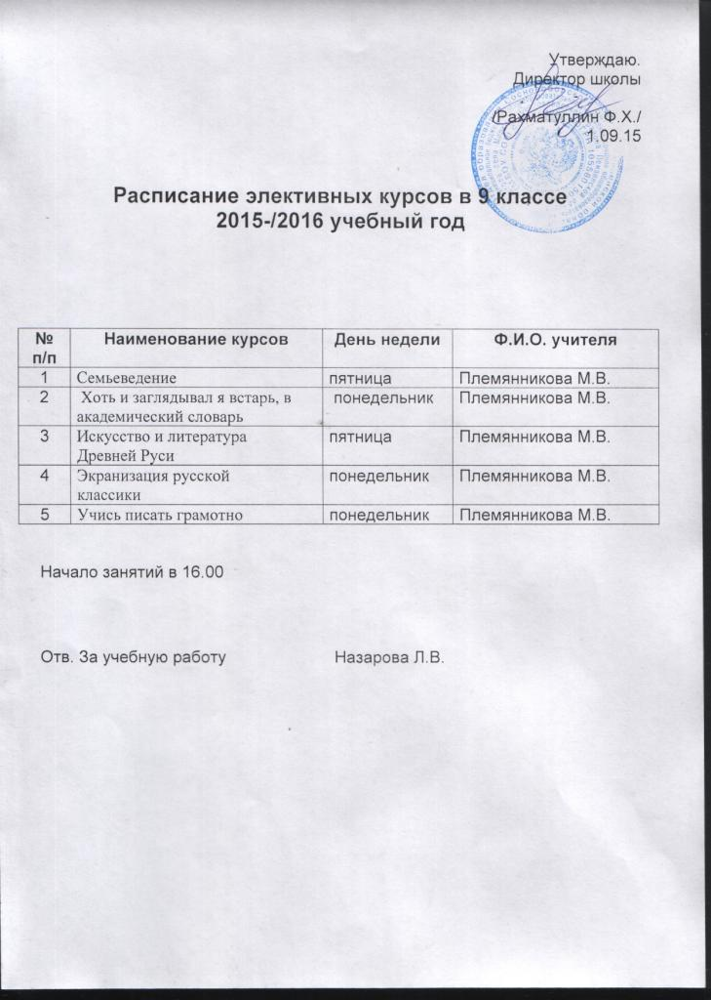 Утверждаю.
Директор школы
/Рахматуллин Ф.Х./
1.09.15
Расписание элективных курсов в 9 классе
2015-/2016 учебный год
№ п/п Наименование курсов День недели Ф.И.О. учителя
1 Семьеведение пятница Племянникова М.В.
2 Хоть и заглядывал я встарь, в понедельник Племянникова М.В.
академический словарь
3 Искусство и литература пятница Племянникова М.В.
Древней Руси
4 Экранизация русской понедельник Племянникова М.В.
классики
5 Учись писать грамотно понедельник Племянникова М.В.
Начало занятий в 16.00
Отв. За учебную работу Назарова Л.В.